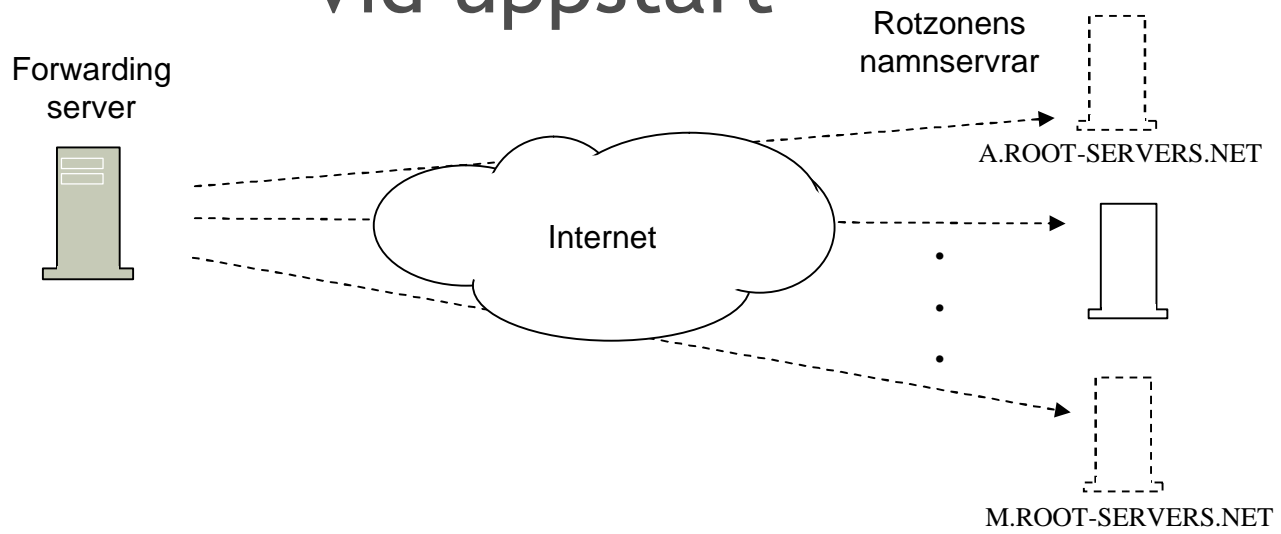 vid uppstart
Forwarding
server
Rotzonens
namnservrar
A.ROOT-SERVERS.NET
Internet
M.ROOT-SERVERS.NET